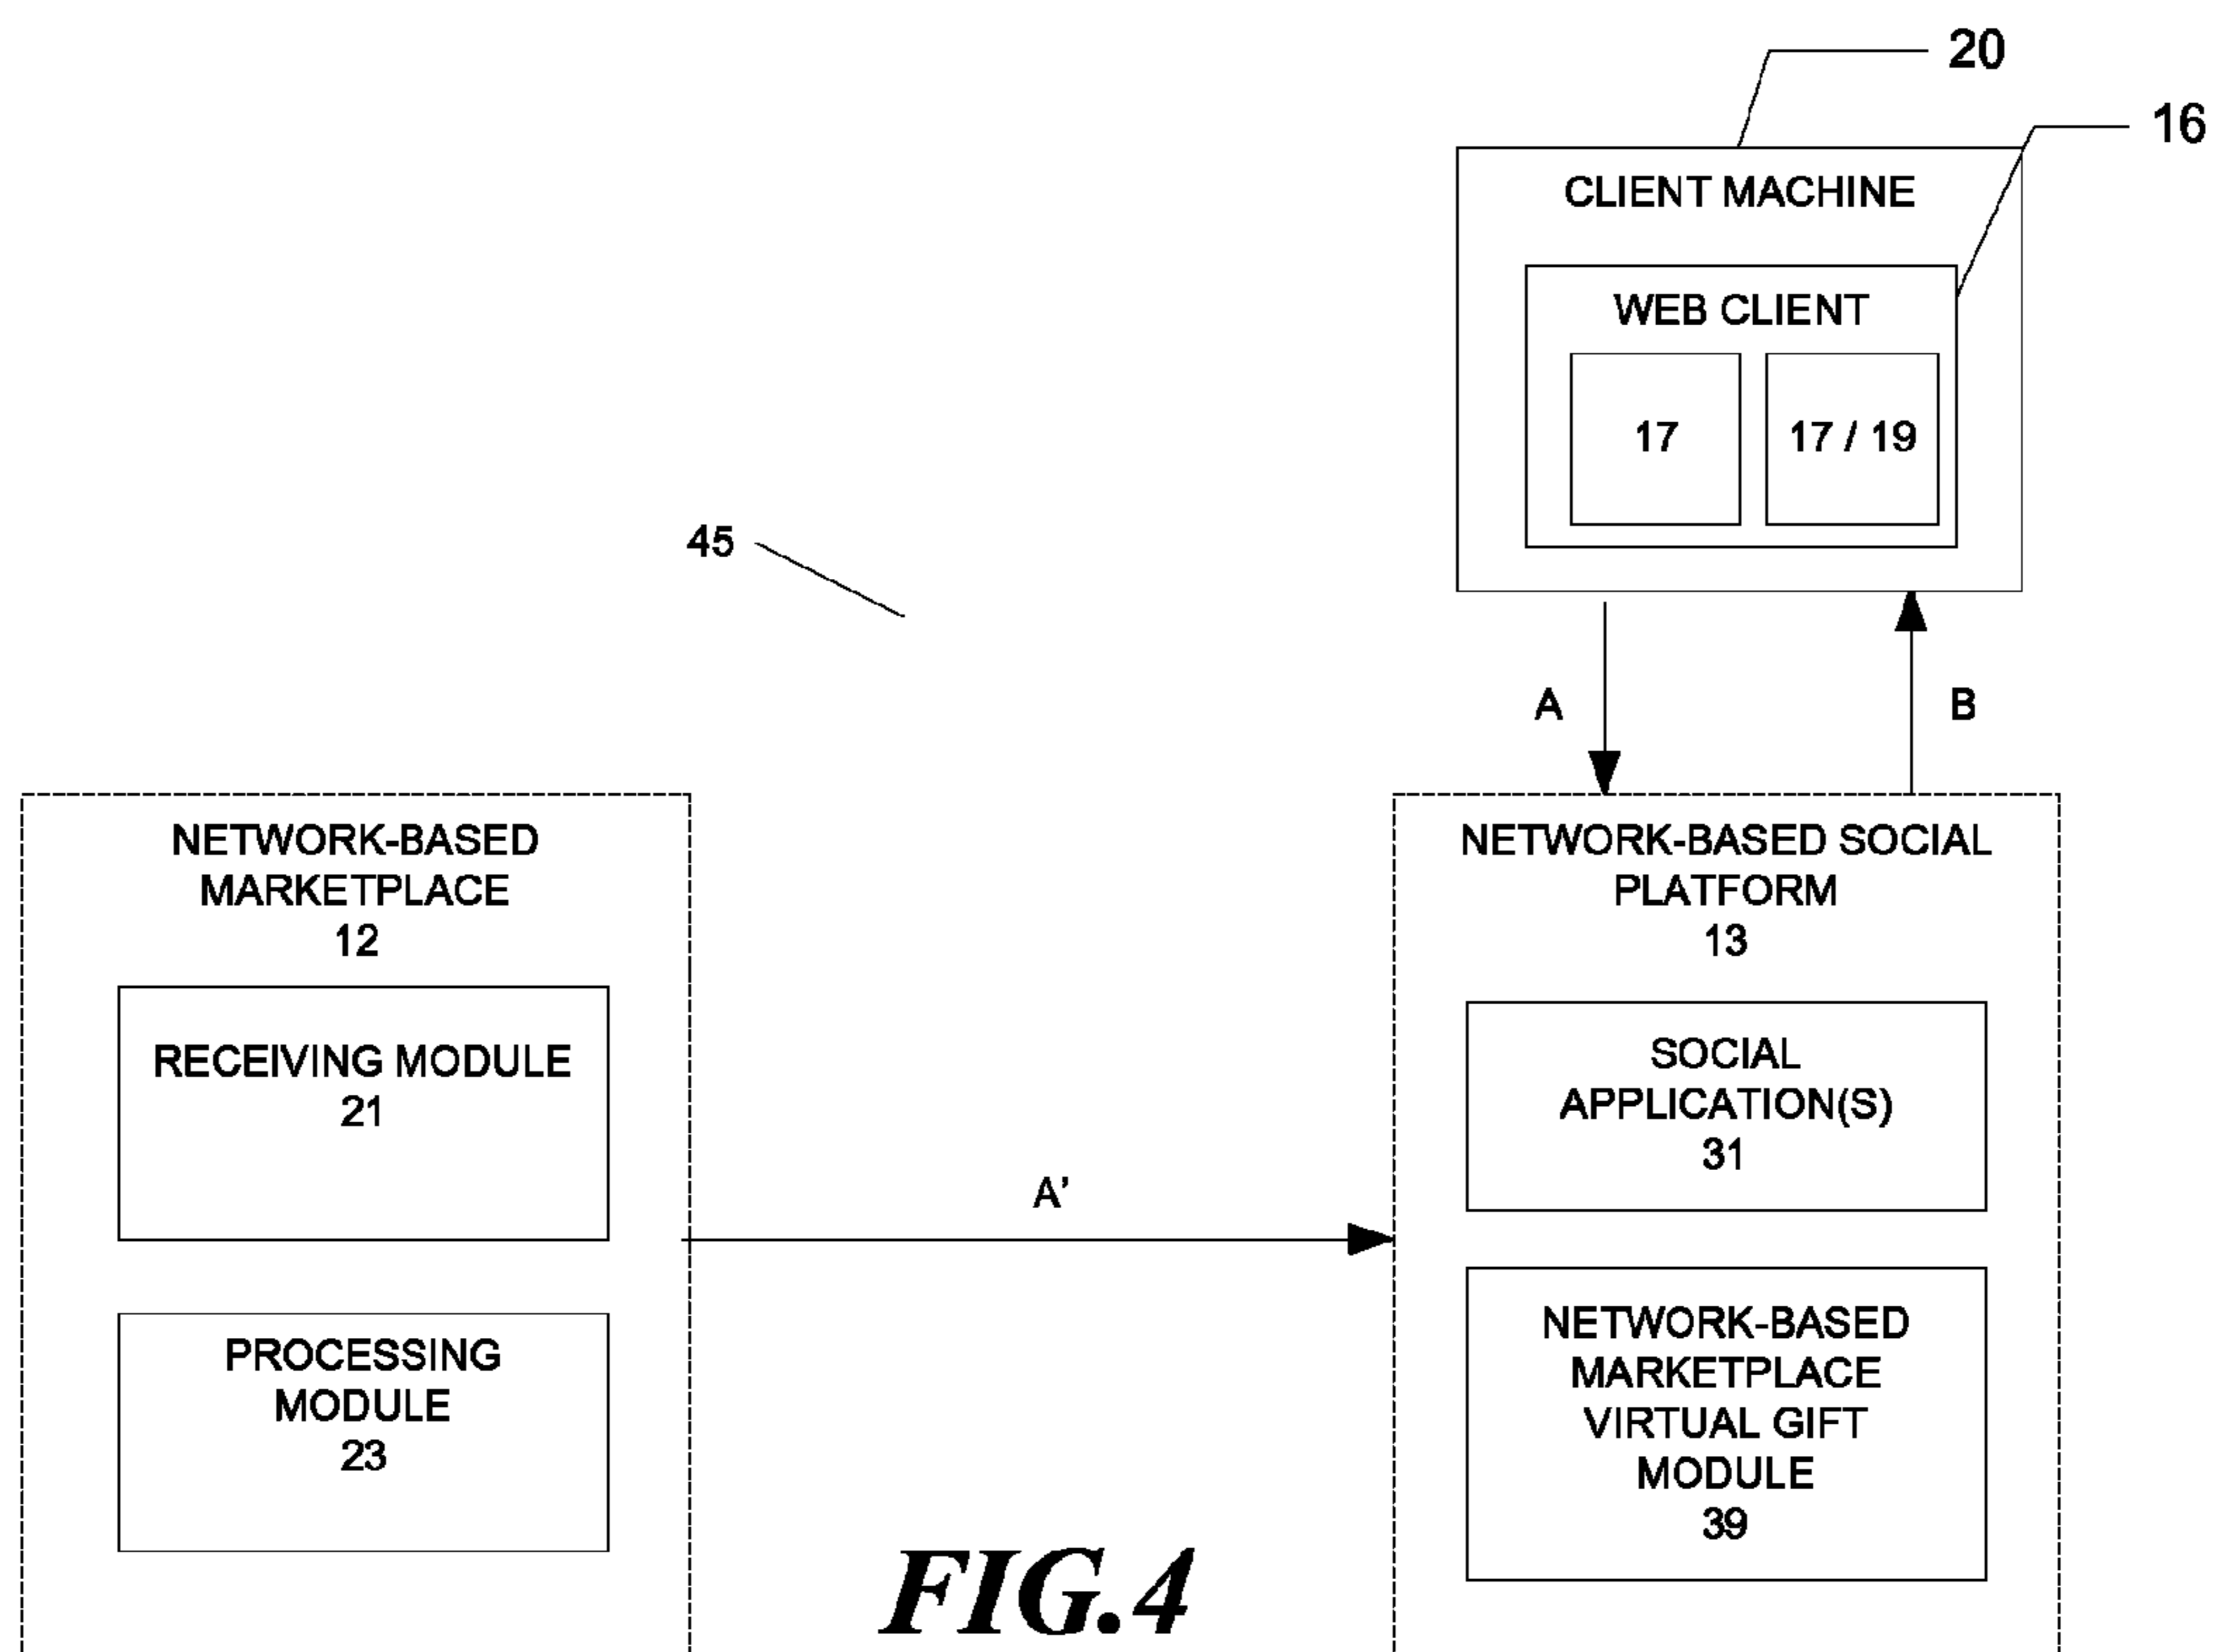 20
16
CLIENT MACHINE
WEB CLIENT
17
17 / 19
45
A
B
NETWORK-BASED
MARKETPLACE
12
RECEIVING MODULE
21
PROCESSING
MODULE
23
A’
NETWORK-BASED SOCIAL
PLATFORM
13
SOCIAL
APPLICATION(S)
31
NETWORK-BASED
MARKETPLACE
VIRTUAL GIFT
MODULE
39
FIG.4